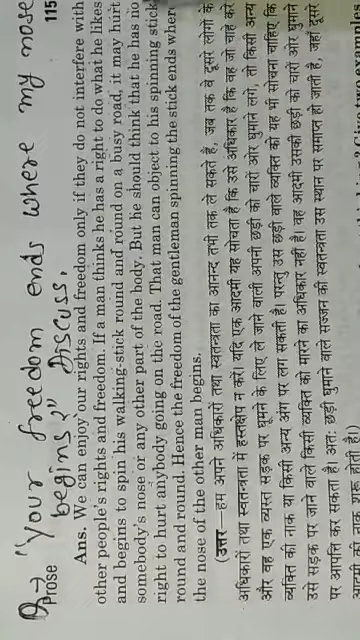 115
Q→ "Your freedom ends where my nose
prose begins?" Discuss.
Ans. We can enjoy our rights and freedom only if they do not interfere with
other people's rights and freedom. If a man thinks he has a right to do what he likes
and begins to spin his walking-stick round and round on a busy road, it may hurt
somebody's nose or any other part of the body. But he should think that he has no
right to hurt anybody going on the road. That man can object to his spinning stick
round and round. Hence the freedom of the gentleman spinning the stick ends where
the nose of the other man begins.
(उत्तर—हम अपने अधिकारों तथा स्वतन्त्रता का आनन्द तभी तक ले सकते हैं, जब तक वे दूसरे लोगों के
अधिकारों तथा स्वतन्त्रता में हस्तक्षेप न करें। यदि एक आदमी यह सोचता है कि उसे अधिकार है कि वह जो चाहे करे
और वह एक व्यस्त सड़क पर घूमने के लिए ले जाने वाली अपनी छड़ी को चारों ओर घुमाने लगे, तो किसी अन्य
व्यक्ति की नाक या किसी अन्य अंग पर लग सकती है। परन्तु उस छड़ी वाले व्यक्ति को यह भी सोचना चाहिए कि
उसे सड़क पर जाने वाले किसी व्यक्ति को मारने का अधिकार नहीं है। वह आदमी उसकी छड़ी को चारों ओर घुमाने
पर आपत्ति कर सकता है। अतः छड़ी घुमाने वाले सज्जन की स्वतन्त्रता उस स्थान पर समाप्त हो जाती है, जहाँ दूसरे
आदमी की नाक शुरू होती है।)